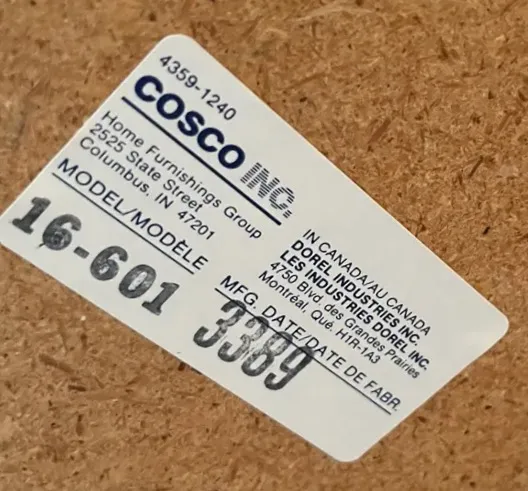 4359-1240
COSCO INC.
Home Furnishings Group
2525 State Street
Columbus, IN 47201
MODEL/MODÈLE
16-601
IN CANADA/AU CANADA
DOREL INDUSTRIES INC.
LES INDUSTRIES DOREL INC.
4750 Blvd. des Grandes Prairies
Montréal, Qué. H1R-1A3
MFG. DATE/DATE DE FABR.
3389